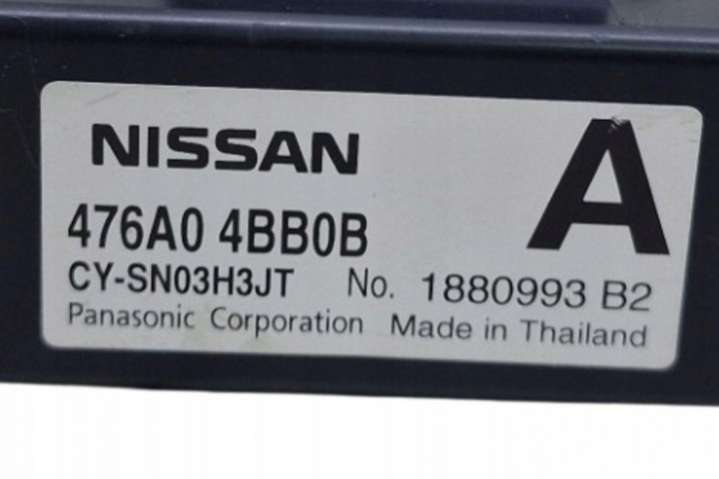 NISSAN
A
476A0 4BB0B
CY-SN03H3JT No. 1880993 B2
Panasonic Corporation Made in Thailand